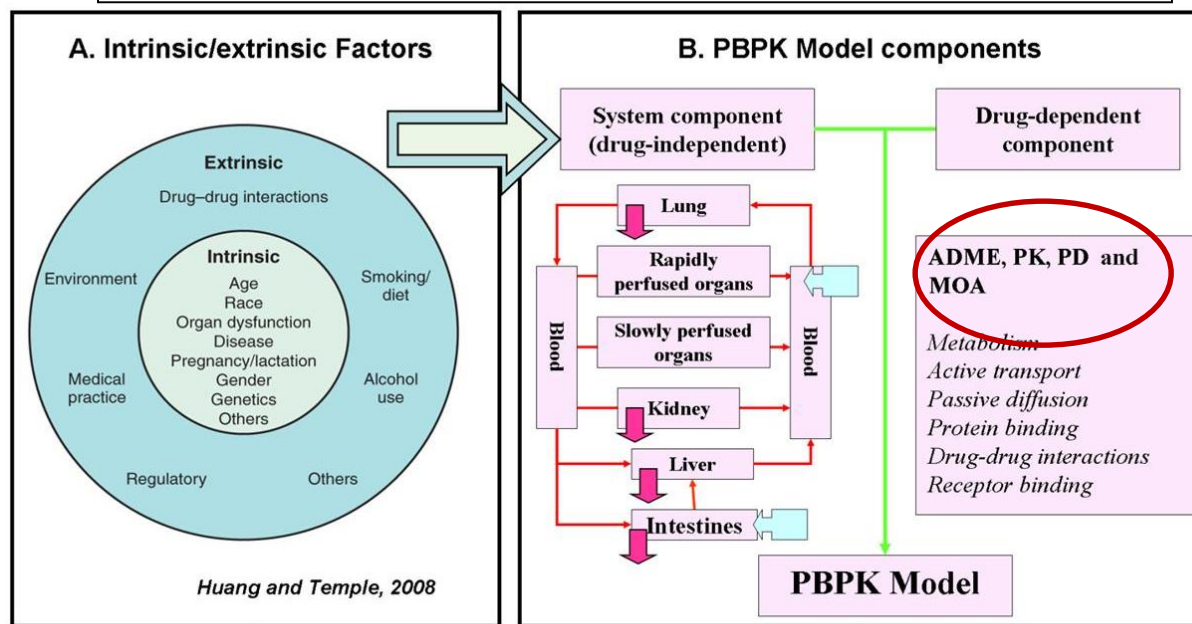 A. Intrinsic/extrinsic Factors
Extrinsic
Drug–drug interactions
Environment
Smoking/
diet
Intrinsic
Age
Race
Organ dysfunction
Disease
Pregnancy/lactation
Gender
Genetics
Others
Medical
practice
Alcohol
use
Regulatory
Others
Huang and Temple, 2008
B. PBPK Model components
System component
(drug-independent)
Drug-dependent
component
Lung
Rapidly
perfused organs
Blood
Slowly perfused
organs
Blood
Kidney
Liver
Intestines
ADME, PK, PD and
MOA
Metabolism
Active transport
Passive diffusion
Protein binding
Drug-drug interactions
Receptor binding
PBPK Model